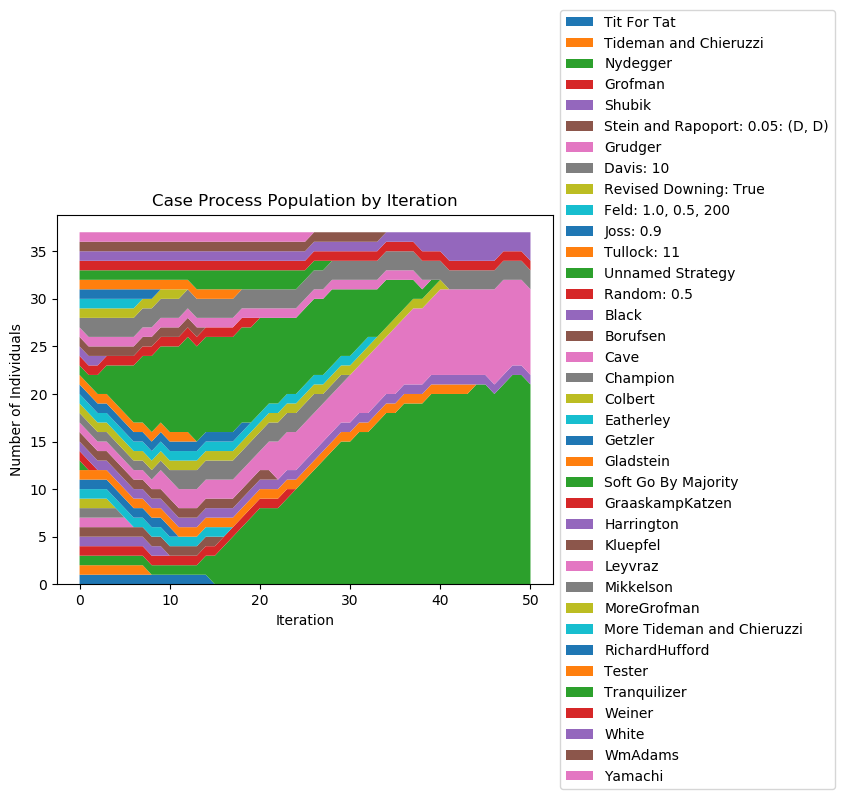 Case Process Population by Iteration
Number of Individuals
35
30
25
20
15
10
5
0
0 10 20 30 40 50
Iteration
Tit For Tat
Tideman and Chieruzzi
Nydegger
Grofman
Shubik
Stein and Rapoport: 0.05: (D, D)
Grudger
Davis: 10
Revised Downing: True
Feld: 1.0, 0.5, 200
Joss: 0.9
Tullock: 11
Unnamed Strategy
Random: 0.5
Black
Borufsen
Cave
Champion
Colbert
Eatherley
Getzler
Gladstein
Soft Go By Majority
GraaskampKatzen
Harrington
Kluepfel
Leyvraz
Mikkelson
MoreGrofman
More Tideman and Chieruzzi
RichardHufford
Tester
Tranquilizer
Weiner
White
WmAdams
Yamachi